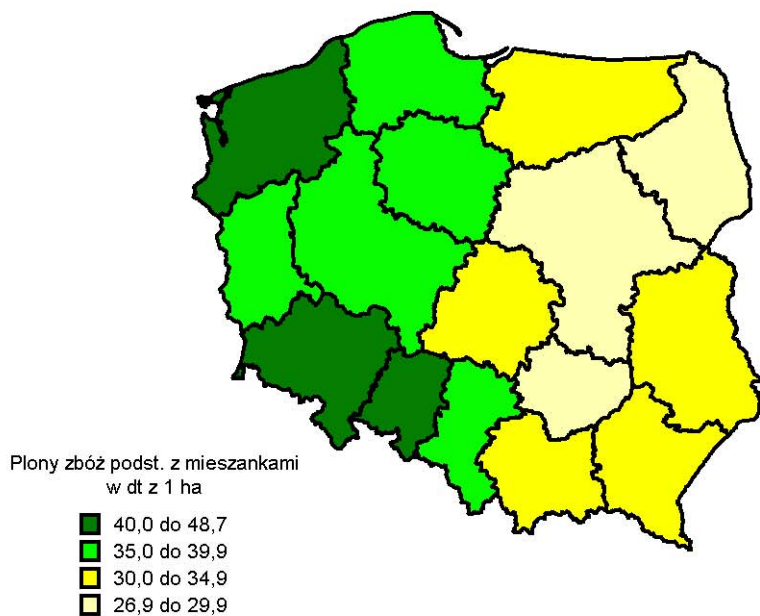 Plony zbóż podst. z mieszankami
w dt z 1 ha
40,0 do 48,7
35,0 do 39,9
30,0 do 34,9
26,9 do 29,9